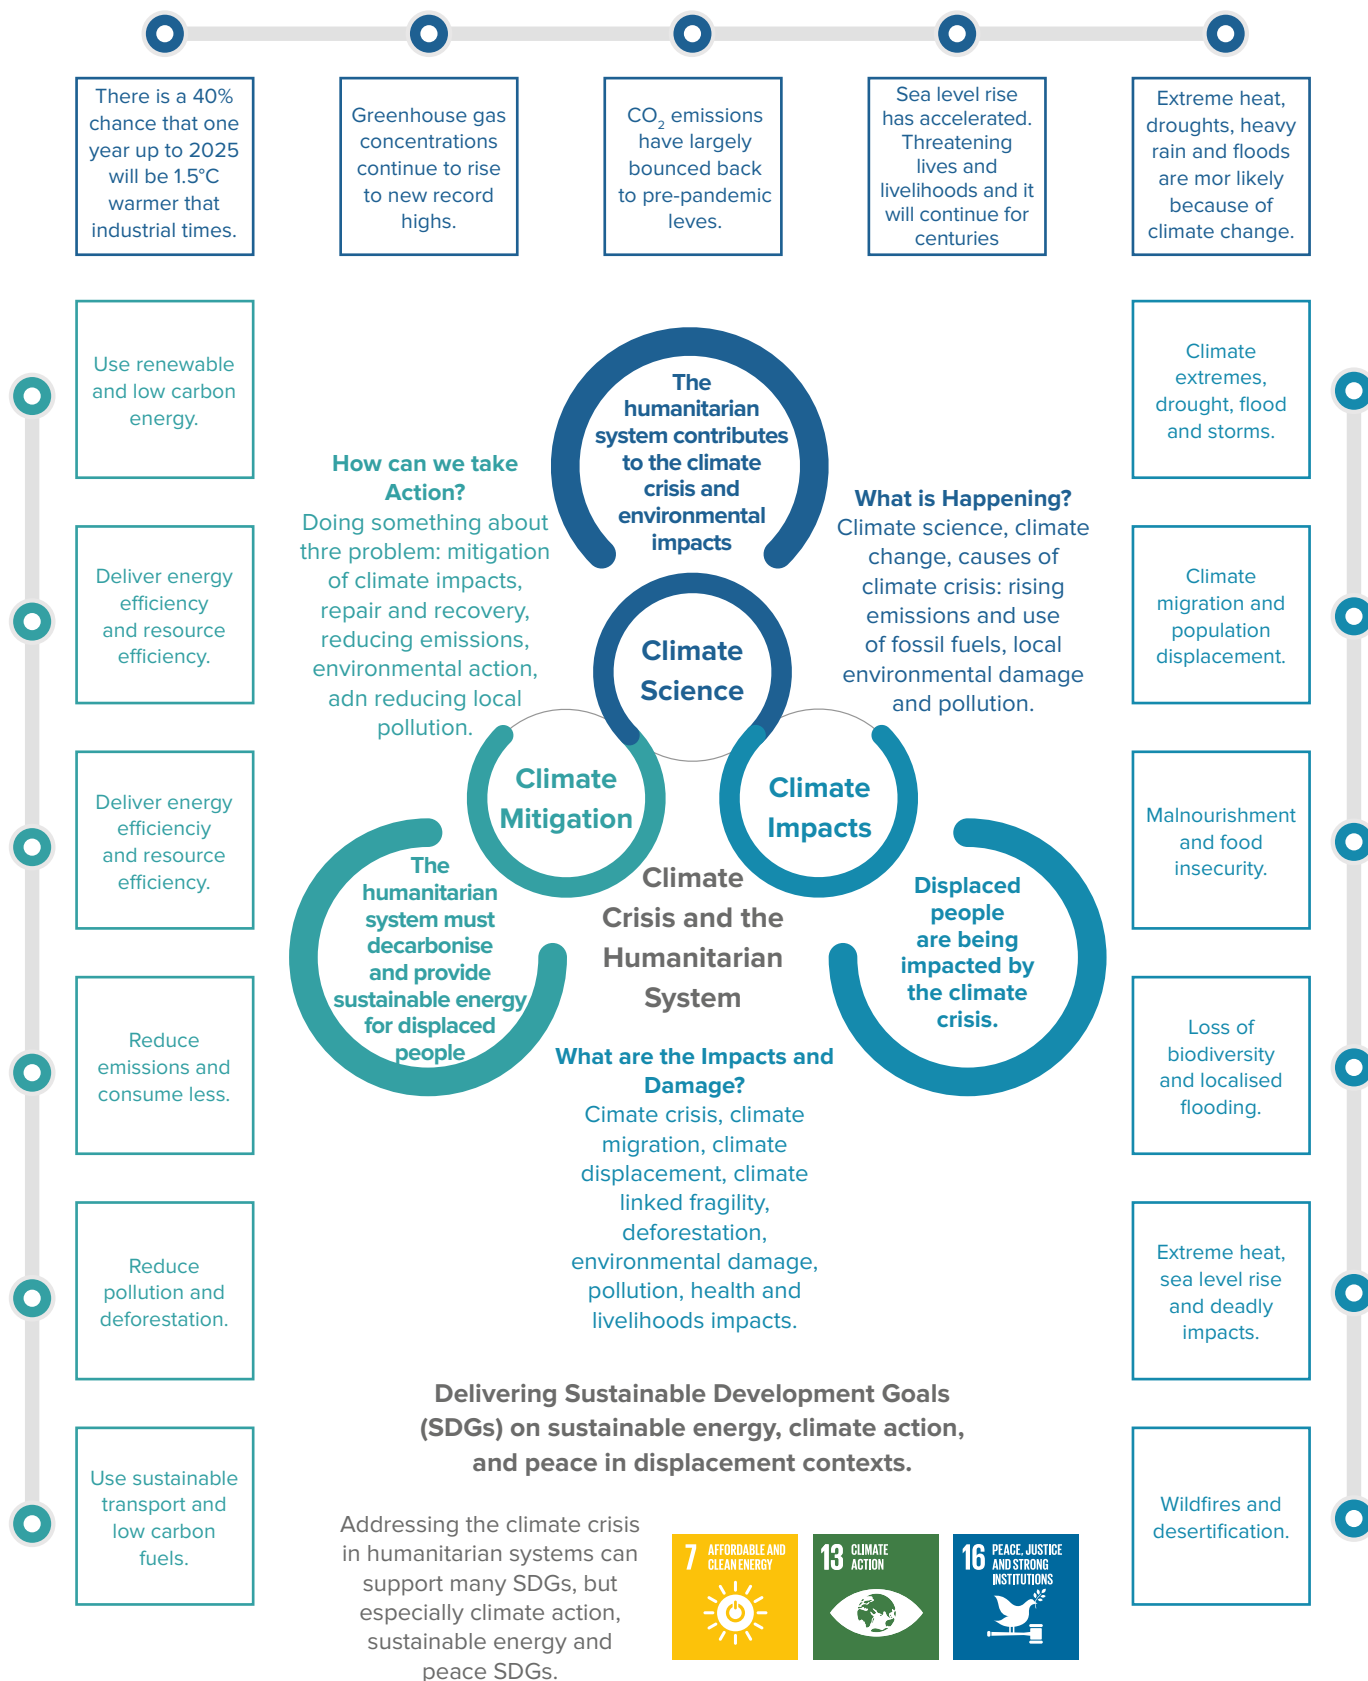 There is a 40%
chance that one
year up to 2025
will be 1.5°C
warmer that
industrial times.
Greenhouse gas
concentrations
continue to rise
to new record
highs.
CO₂ emissions
have largely
bounced back
to pre-pandemic
leves.
Sea level rise
has accelerated.
Threatening
lives and
livelihoods and it
will continue for
centuries
Extreme heat,
droughts, heavy
rain and floods
are mor likely
because of
climate change.
Use renewable
and low carbon
energy.
Deliver energy
efficiency
and resource
efficiency.
Deliver energy
efficienciy
and resource
efficiency.
Reduce
emissions and
consume less.
Reduce
pollution and
deforestation.
Use sustainable
transport and
low carbon
fuels.
How can we take
Action?
Doing something about
thre problem: mitigation
of climate impacts,
repair and recovery,
reducing emissions,
environmental action,
adn reducing local
pollution.
The
humanitarian
system contributes
to the climate
crisis and
environmental
impacts
What is Happening?
Climate science, climate
change, causes of
climate crisis: rising
emissions and use
of fossil fuels, local
environmental damage
and pollution.
Climate
Science
Climate
Mitigation
Climate
Impacts
The
humanitarian
system must
decarbonise
and provide
sustainable energy
for displaced
people
Climate
Crisis and the
Humanitarian
System
Displaced
people
are being
impacted by
the climate
crisis.
What are the Impacts and
Damage?
Cimate crisis, climate
migration, climate
displacement, climate
linked fragility,
deforestation,
environmental damage,
pollution, health and
livelihoods impacts.
Climate
extremes,
drought, flood
and storms.
Climate
migration and
population
displacement.
Malnourishment
and food
insecurity.
Loss of
biodiversity
and localised
flooding.
Extreme heat,
sea level rise
and deadly
impacts.
Wildfires and
desertification.
Delivering Sustainable Development Goals
(SDGs) on sustainable energy, climate action,
and peace in displacement contexts.
Addressing the climate crisis
in humanitarian systems can
support many SDGs, but
especially climate action,
sustainable energy and
peace SDGs.
7 AFFORDABLE AND
CLEAN ENERGY
13 CLIMATE
ACTION
16 PEACE, JUSTICE
AND STRONG
INSTITUTIONS